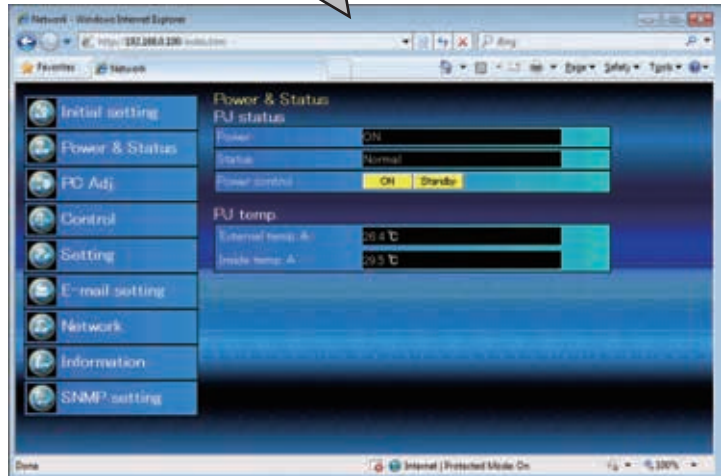 Network - Windows Internet Explorer
Favorites Network
Page Safety Tools
Initial setting
Power & Status
PC Adj.
Control
Setting
E-mail setting
Network
Information
SNMP setting
Power & Status
PJ status
Power ON
Status Normal
Power control ON Standby
PJ temp.
External temp. A 26.4℃
Inside temp. A 29.5℃
Done
Internet | Protected Mode: On
100%